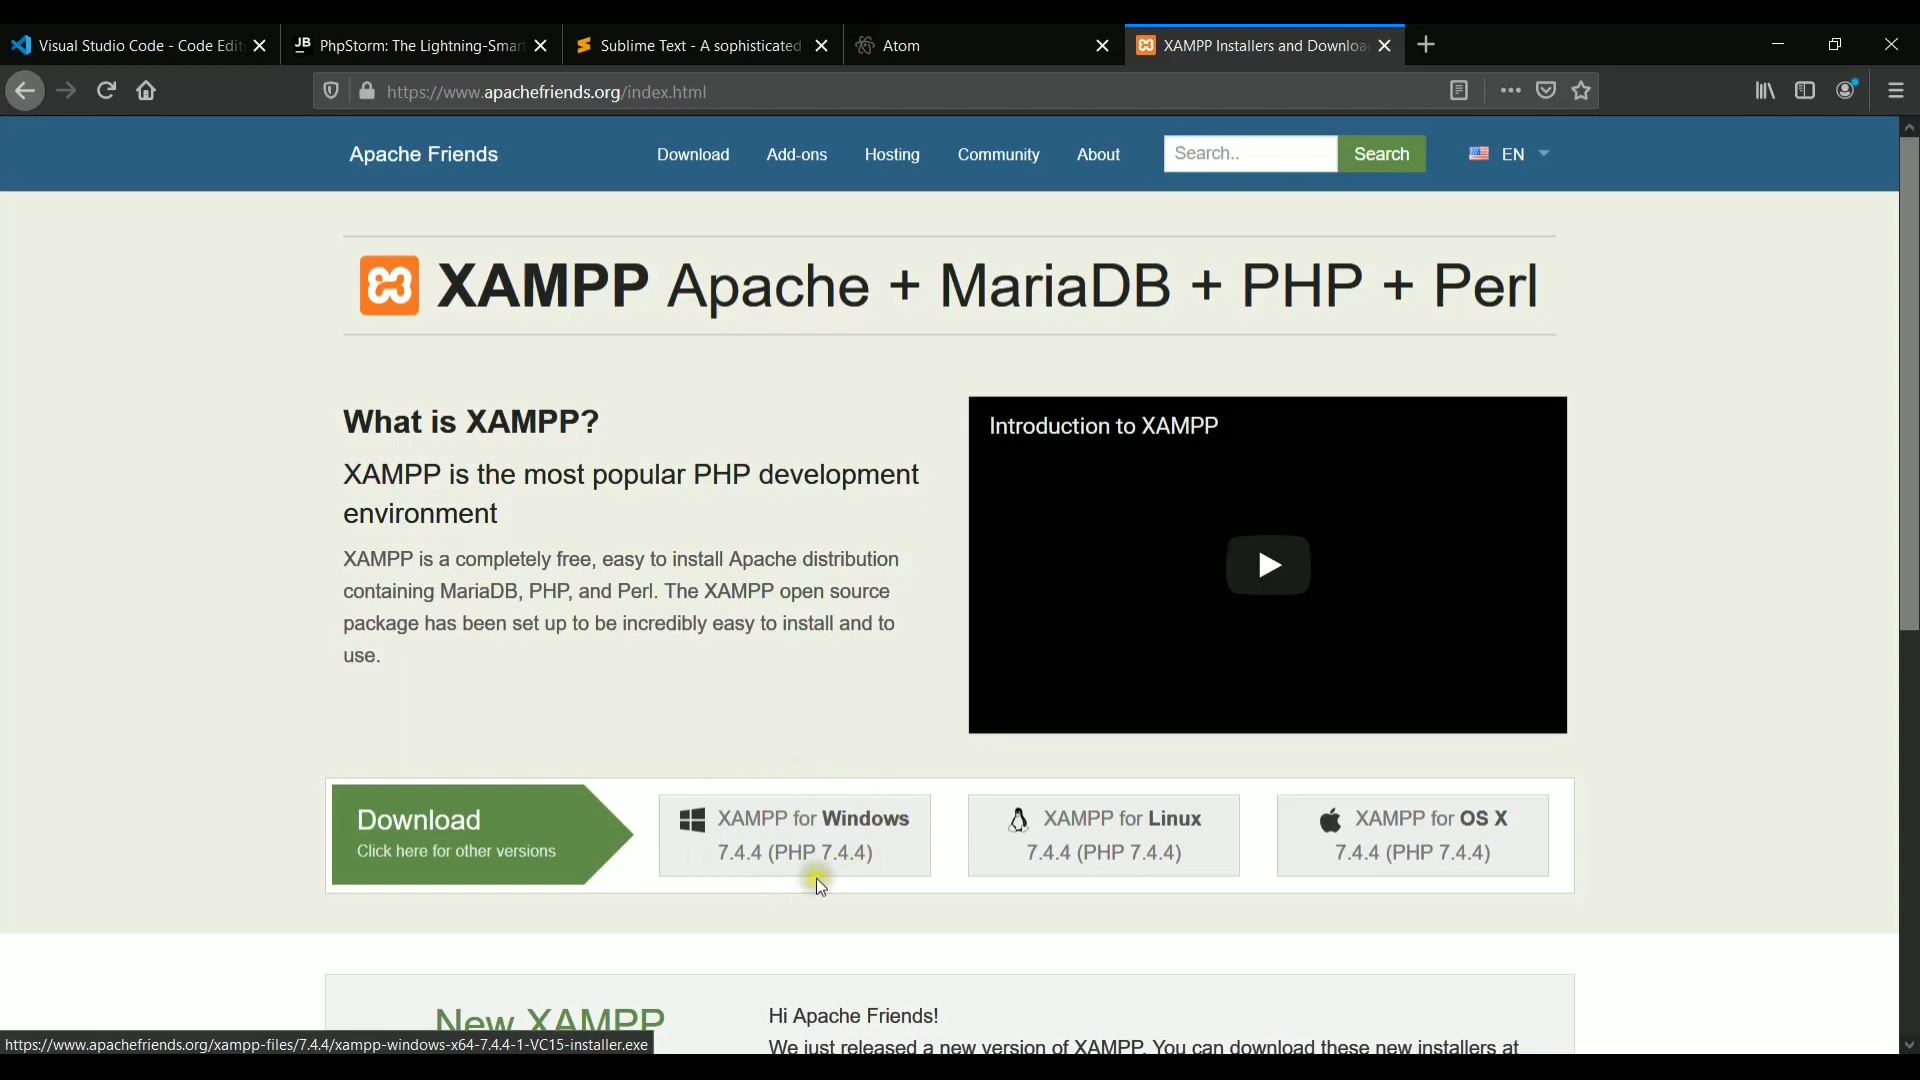 Visual Studio Code - Code Edit
PhpStorm: The Lightning-Smar
Sublime Text - A sophisticated
Atom
XAMPP Installers and Downloa
https://www.apachefriends.org/index.html
Apache Friends
Download
Add-ons
Hosting
Community
About
Search..
Search
EN
XAMPP Apache + MariaDB + PHP + Perl
What is XAMPP?
XAMPP is the most popular PHP development
environment
XAMPP is a completely free, easy to install Apache distribution
containing MariaDB, PHP, and Perl. The XAMPP open source
package has been set up to be incredibly easy to install and to
use.
Introduction to XAMPP
Download
Click here for other versions
XAMPP for Windows
7.4.4 (PHP 7.4.4)
XAMPP for Linux
7.4.4 (PHP 7.4.4)
XAMPP for OS X
7.4.4 (PHP 7.4.4)
New XAMPP
Hi Apache Friends!
We just released a new version of XAMPP. You can download these new installers at
https://www.apachefriends.org/xampp-files/7.4.4/xampp-windows-x64-7.4.4-1-VC15-installer.exe